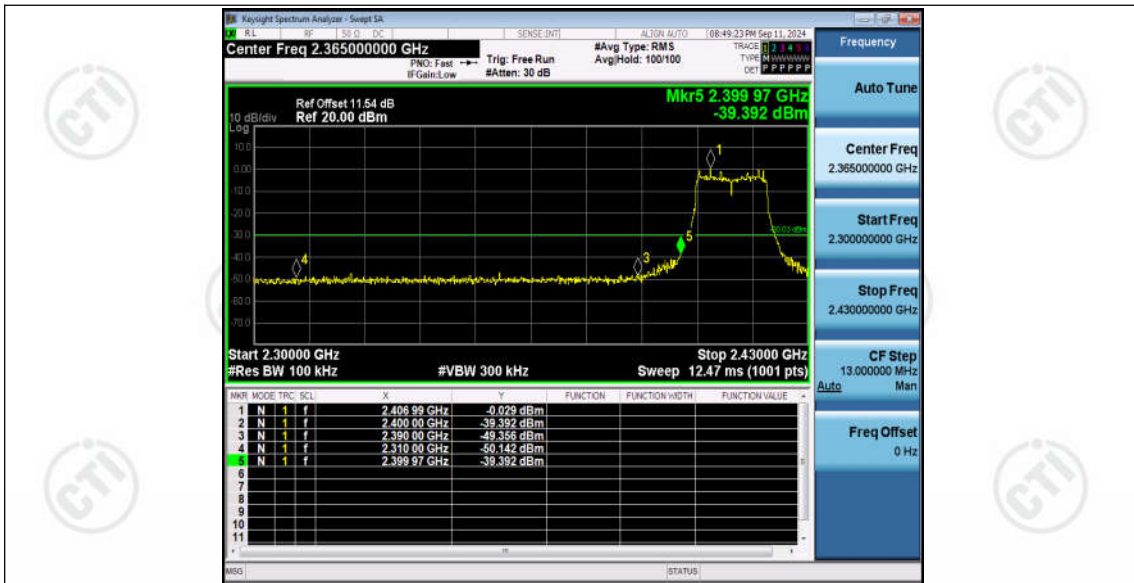 Keysight Spectrum Analyzer - Swept SA
RL RF 50 Ω DC SENSE:INT ALIGN AUTO 08:49:23 PM Sep 11, 2024
Center Freq 2.365000000 GHz
PNO: Fast
IFGain:Low
Trig: Free Run
#Atten: 30 dB
#Avg Type: RMS
Avg|Hold: 100/100
TRACE 1 2 3 4 5 6
TYPE M WWWWW
DET P P P P P P
Frequency
Auto Tune
Center Freq
2.365000000 GHz
Start Freq
2.300000000 GHz
Stop Freq
2.430000000 GHz
CF Step
13.000000 MHz
Auto Man
Freq Offset
0 Hz
Mkr5 2.399 97 GHz
-39.392 dBm
Ref Offset 11.54 dB
10 dB/div Ref 20.00 dBm
Log
10.0
0.00
-10.0
-20.0
-30.0
-40.0
-50.0
-60.0
-70.0
1
5
3
4
Start 2.30000 GHz Stop 2.43000 GHz
#Res BW 100 kHz #VBW 300 kHz Sweep 12.47 ms (1001 pts)
MKR MODE TRC SCL X Y FUNCTION FUNCTION WIDTH FUNCTION VALUE
1 N 1 f 2.406 99 GHz -0.029 dBm
2 N 1 f 2.400 00 GHz -39.392 dBm
3 N 1 f 2.390 00 GHz -49.356 dBm
4 N 1 f 2.310 00 GHz -50.142 dBm
5 N 1 f 2.399 97 GHz -39.392 dBm
6
7
8
9
10
11
MSG STATUS
CTI
CTI
CTI
CTI